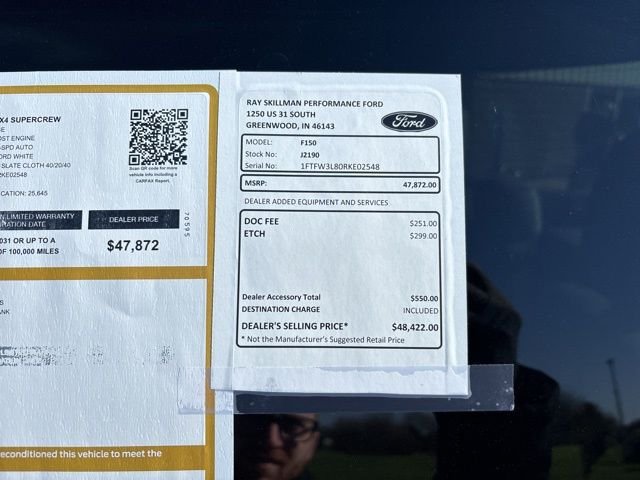 X4 SUPERCREW
OST ENGINE
-SPD AUTO
ORD WHITE
SLATE CLOTH 40/20/40
RKE02548
Scan QR code for more
vehicle info including a
CARFAX Report.
CATION: 25,645
N LIMITED WARRANTY
RATION DATE
DEALER PRICE
031 OR UP TO A
OF 100,000 MILES
$47,872
70595
ANK
econditioned this vehicle to meet the
RAY SKILLMAN PERFORMANCE FORD
1250 US 31 SOUTH
GREENWOOD, IN 46143
Ford
MODEL: F150
Stock No: J2190
Serial No: 1FTFW3L80RKE02548
MSRP: 47,872.00
DEALER ADDED EQUIPMENT AND SERVICES
DOC FEE $251.00
ETCH $299.00
Dealer Accessory Total $550.00
DESTINATION CHARGE INCLUDED
DEALER'S SELLING PRICE* $48,422.00
* Not the Manufacturer's Suggested Retail Price